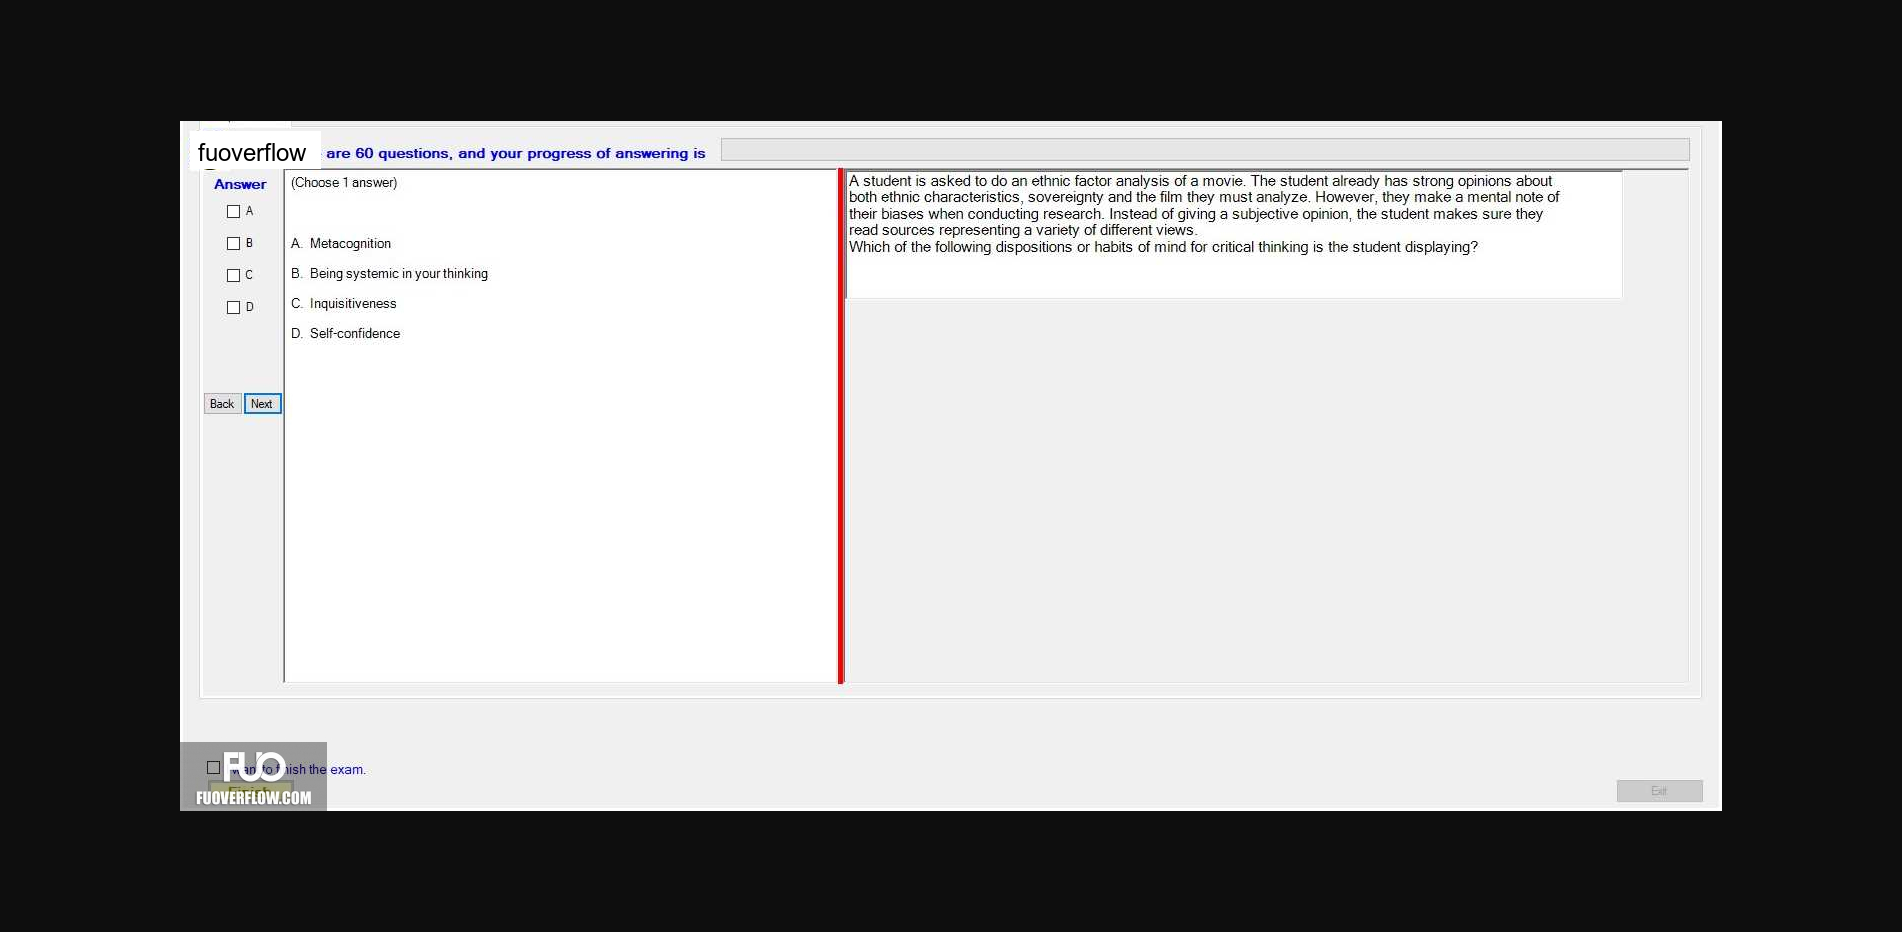 fuoverflow are 60 questions, and your progress of answering is
Answer
A
B
C
D
Back Next
(Choose 1 answer)
A. Metacognition
B. Being systemic in your thinking
C. Inquisitiveness
D. Self-confidence
A student is asked to do an ethnic factor analysis of a movie. The student already has strong opinions about
both ethnic characteristics, sovereignty and the film they must analyze. However, they make a mental note of
their biases when conducting research. Instead of giving a subjective opinion, the student makes sure they
read sources representing a variety of different views.
Which of the following dispositions or habits of mind for critical thinking is the student displaying?
FUO
want to finish the exam.
Finish
FUOVERFLOW.COM
Exit